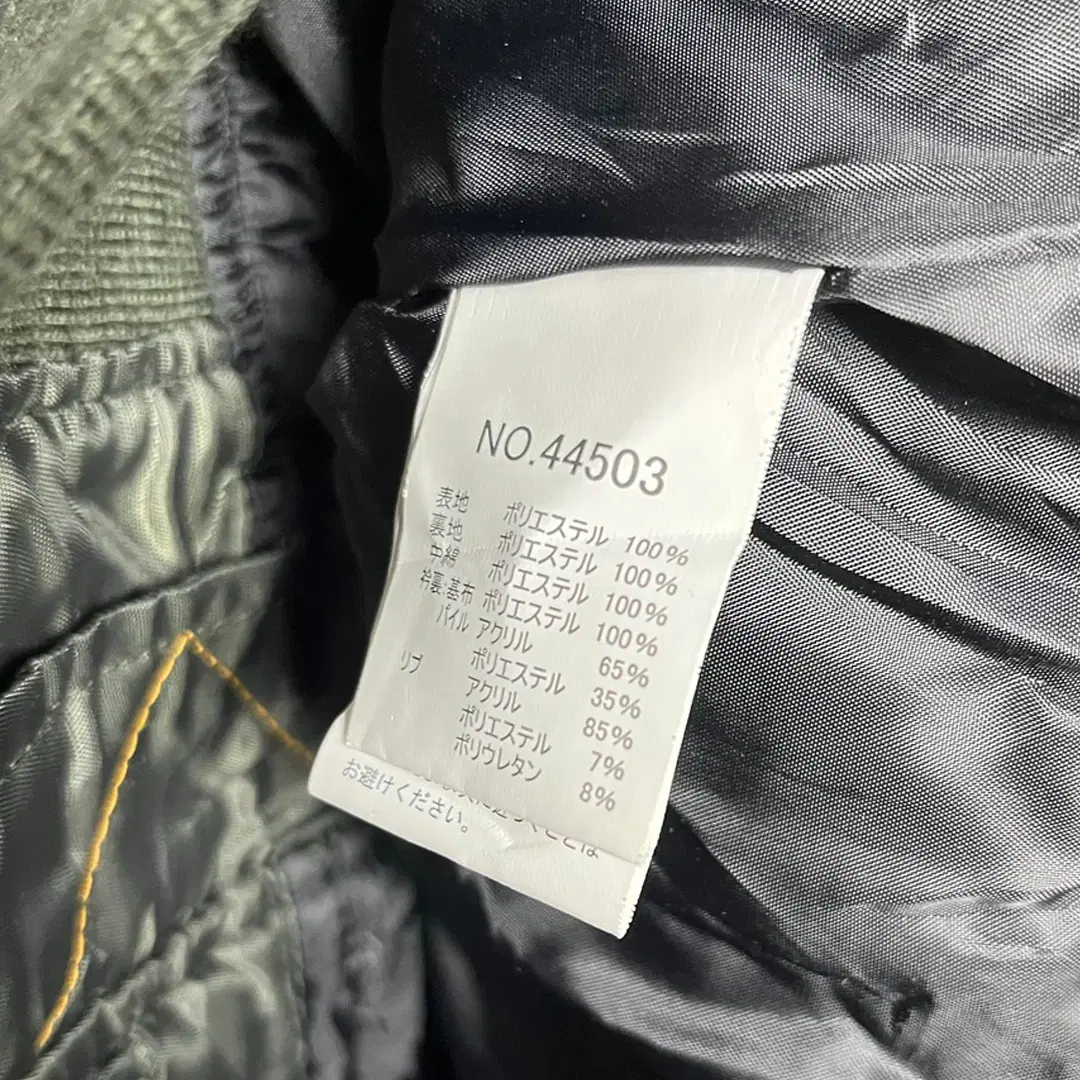 NO.44503
表地 ポリエステル 100%
裏地 ポリエステル 100%
中綿 ポリエステル 100%
衿裏・基布 ポリエステル 100%
パイル アクリル 65%
ポリエステル 35%
リブ アクリル 85%
ポリエステル 7%
ポリウレタン 8%
お避けください。